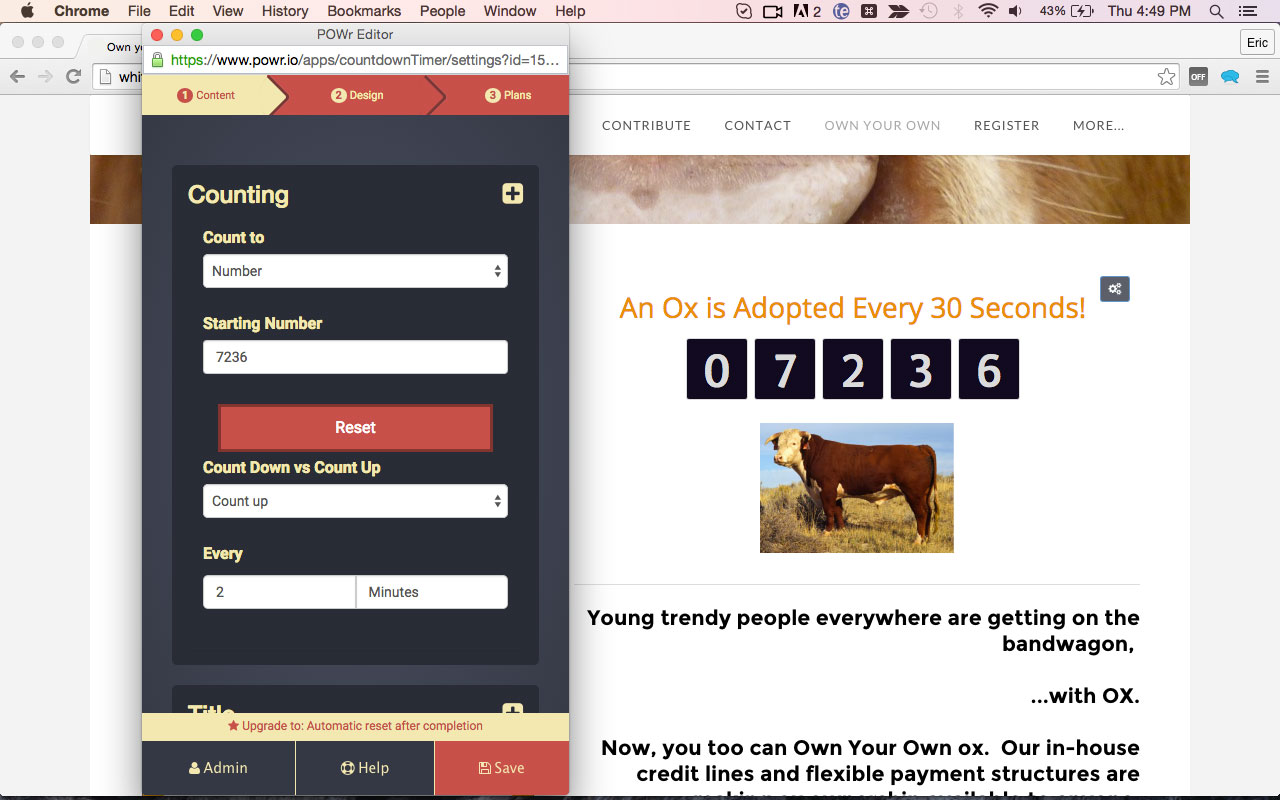 Chrome File Edit View History Bookmarks People Window Help
2 43% Thu 4:49 PM
Own yo
Eric
POWr Editor
https://www.powr.io/apps/countdownTimer/settings?id=15...
whi
OFF
1 Content
2 Design
3 Plans
CONTRIBUTE CONTACT OWN YOUR OWN REGISTER MORE...
Counting
Count to
Number
Starting Number
7236
Reset
Count Down vs Count Up
Count up
Every
2 Minutes
Title
Upgrade to: Automatic reset after completion
Admin Help Save
An Ox is Adopted Every 30 Seconds!
0 7 2 3 6
Young trendy people everywhere are getting on the
bandwagon,
...with OX.
Now, you too can Own Your Own ox. Our in-house
credit lines and flexible payment structures are